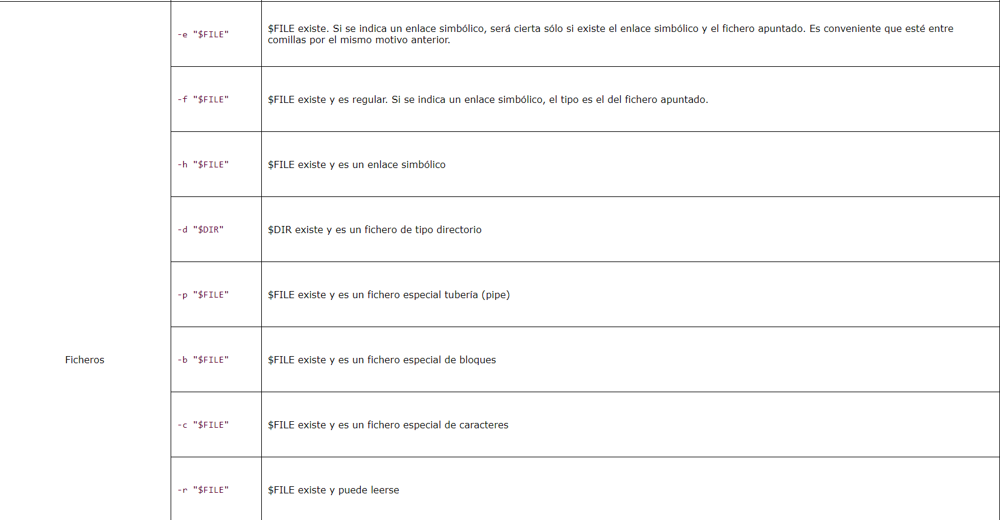 -e "$FILE"
$FILE existe. Si se indica un enlace simbólico, será cierta sólo si existe el enlace simbólico y el fichero apuntado. Es conveniente que esté entre
comillas por el mismo motivo anterior.
-f "$FILE"
$FILE existe y es regular. Si se indica un enlace simbólico, el tipo es el del fichero apuntado.
-h "$FILE"
$FILE existe y es un enlace simbólico
-d "$DIR"
$DIR existe y es un fichero de tipo directorio
-p "$FILE"
$FILE existe y es un fichero especial tubería (pipe)
Ficheros
-b "$FILE"
$FILE existe y es un fichero especial de bloques
-c "$FILE"
$FILE existe y es un fichero especial de caracteres
-r "$FILE"
$FILE existe y puede leerse